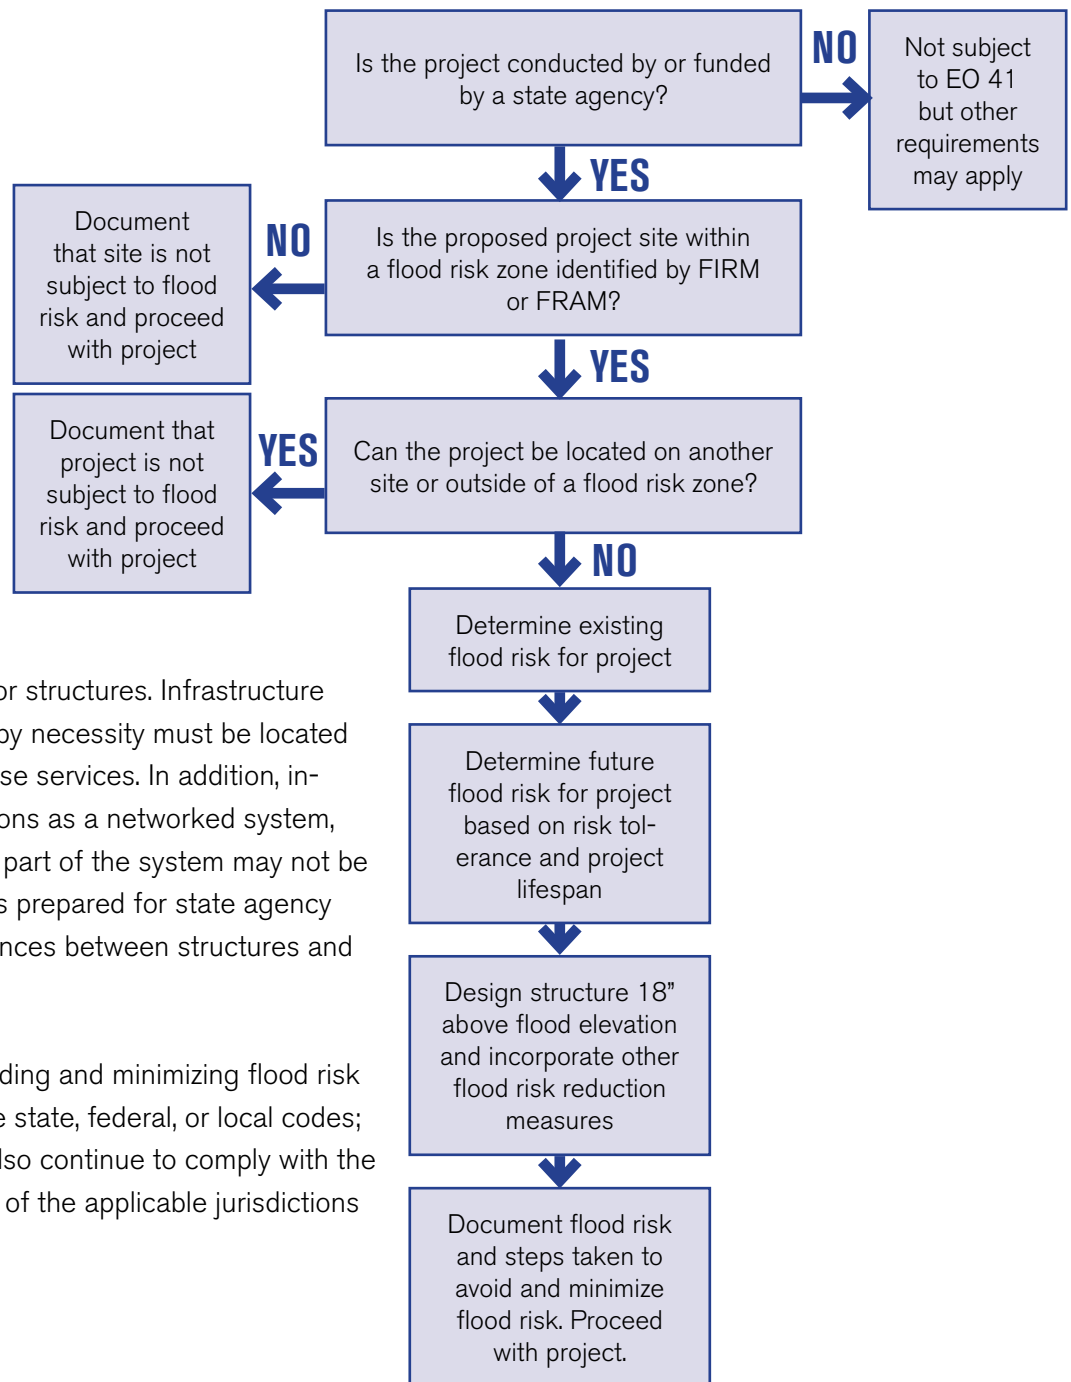 Is the project conducted by or funded
by a state agency?
NO
Not subject
to EO 41
but other
requirements
may apply
YES
Is the proposed project site within
a flood risk zone identified by FIRM
or FRAM?
NO
Document
that site is not
subject to flood
risk and proceed
with project
YES
Can the project be located on another
site or outside of a flood risk zone?
YES
Document that
project is not
subject to flood
risk and proceed
with project
NO
Determine existing
flood risk for project
Determine future
flood risk for project
based on risk tol-
erance and project
lifespan
Design structure 18"
above flood elevation
and incorporate other
flood risk reduction
measures
Document flood risk
and steps taken to
avoid and minimize
flood risk. Proceed
with project.
or structures. Infrastructure
by necessity must be located
se services. In addition, in-
ons as a networked system,
part of the system may not be
s prepared for state agency
nces between structures and
ding and minimizing flood risk
e state, federal, or local codes;
lso continue to comply with the
of the applicable jurisdictions